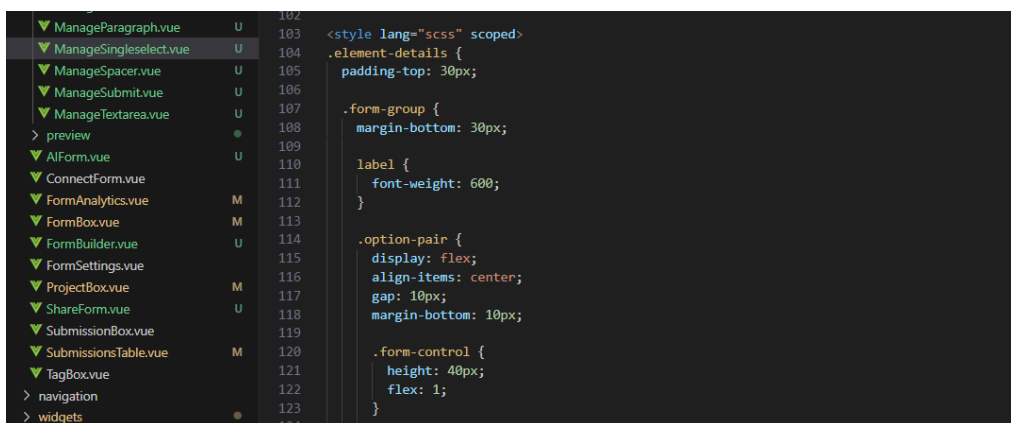 ManageParagraph.vue U
ManageSingleselect.vue U
ManageSpacer.vue U
ManageSubmit.vue U
ManageTextarea.vue U
preview
AIForm.vue U
ConnectForm.vue
FormAnalytics.vue M
FormBox.vue M
FormBuilder.vue U
FormSettings.vue
ProjectBox.vue M
ShareForm.vue U
SubmissionBox.vue
SubmissionsTable.vue M
TagBox.vue
navigation
widgets
102
103 <style lang="scss" scoped>
104 .element-details {
105 padding-top: 30px;
106
107 .form-group {
108 margin-bottom: 30px;
109
110 label {
111 font-weight: 600;
112 }
113
114 .option-pair {
115 display: flex;
116 align-items: center;
117 gap: 10px;
118 margin-bottom: 10px;
119
120 .form-control {
121 height: 40px;
122 flex: 1;
123 }